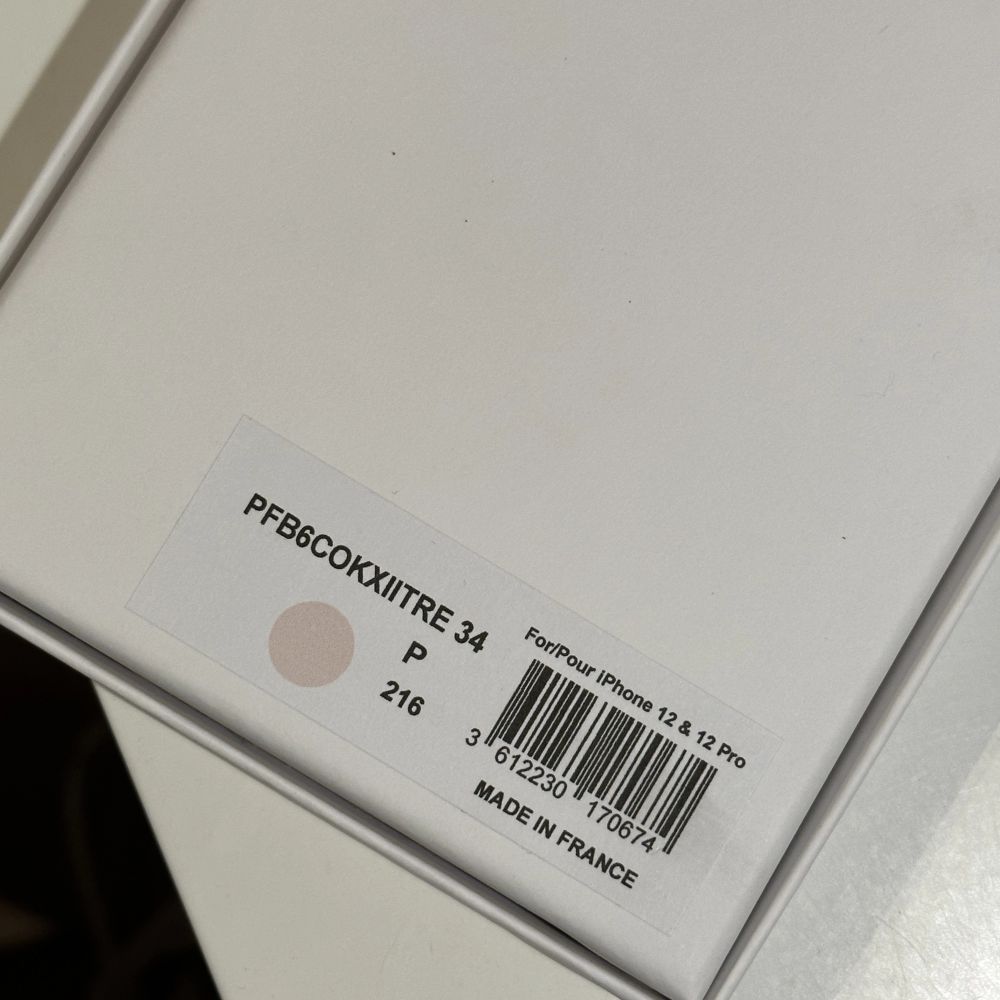 PFB6COKXIITRE 34
P
216
For/Pour iPhone 12 & 12 Pro
3 612230 170674
MADE IN FRANCE